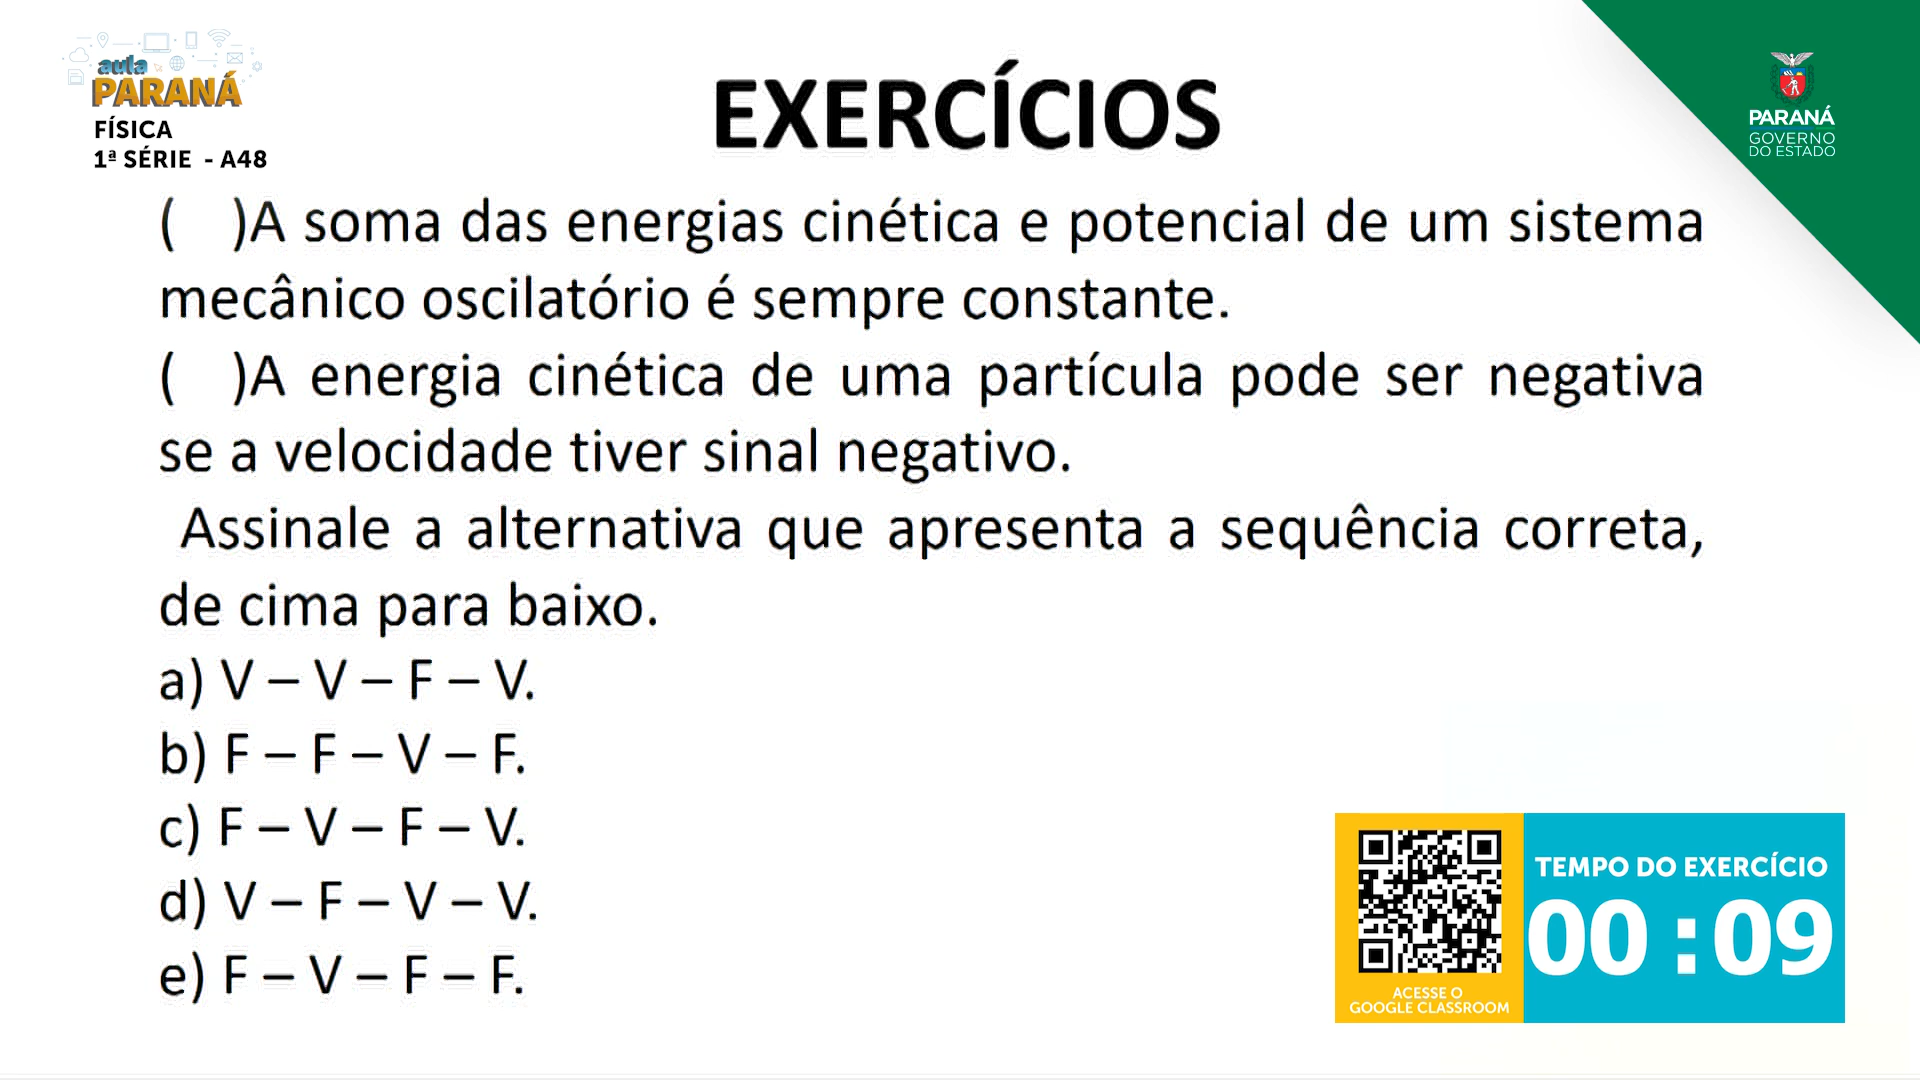 aula
PARANÁ
FÍSICA
1ª SÉRIE - A48
EXERCÍCIOS
PARANÁ
GOVERNO
DO ESTADO
( )A soma das energias cinética e potencial de um sistema
mecânico oscilatório é sempre constante.
( )A energia cinética de uma partícula pode ser negativa
se a velocidade tiver sinal negativo.
Assinale a alternativa que apresenta a sequência correta,
de cima para baixo.
a) V – V – F – V.
b) F – F – V – F.
c) F – V – F – V.
d) V – F – V – V.
e) F – V – F – F.
TEMPO DO EXERCÍCIO
00 : 09
ACESSE O
GOOGLE CLASSROOM